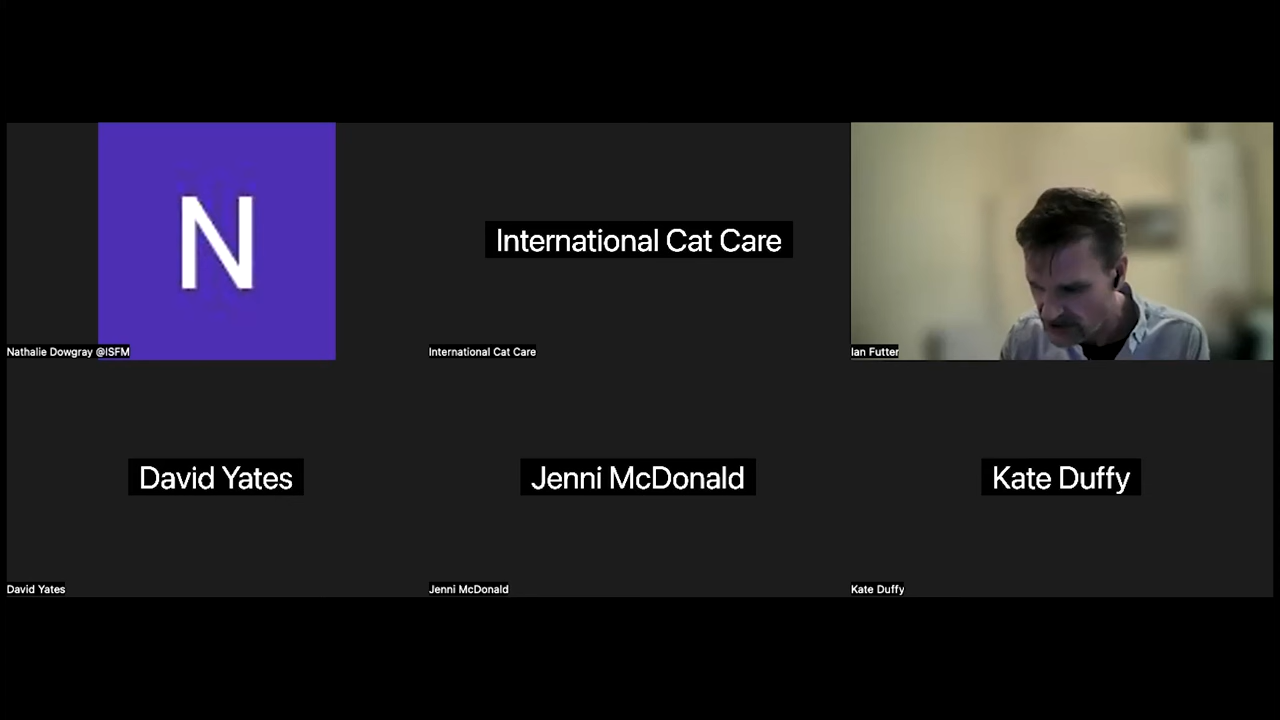 N
International Cat Care
Nathalie Dowgray @ISFM
International Cat Care
Ian Futter
David Yates
Jenni McDonald
Kate Duffy
David Yates
Jenni McDonald
Kate Duffy